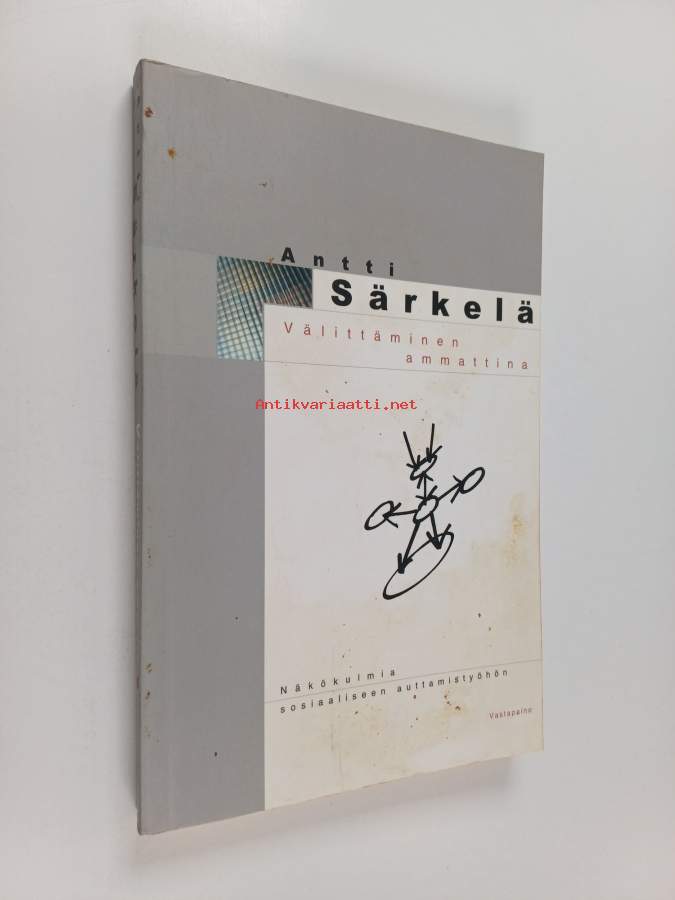 Antti
Särkelä
Välittäminen
ammattina
Antikvariaatti.net
Näkökulmia
sosiaaliseen auttamistyöhön
Vastapaino